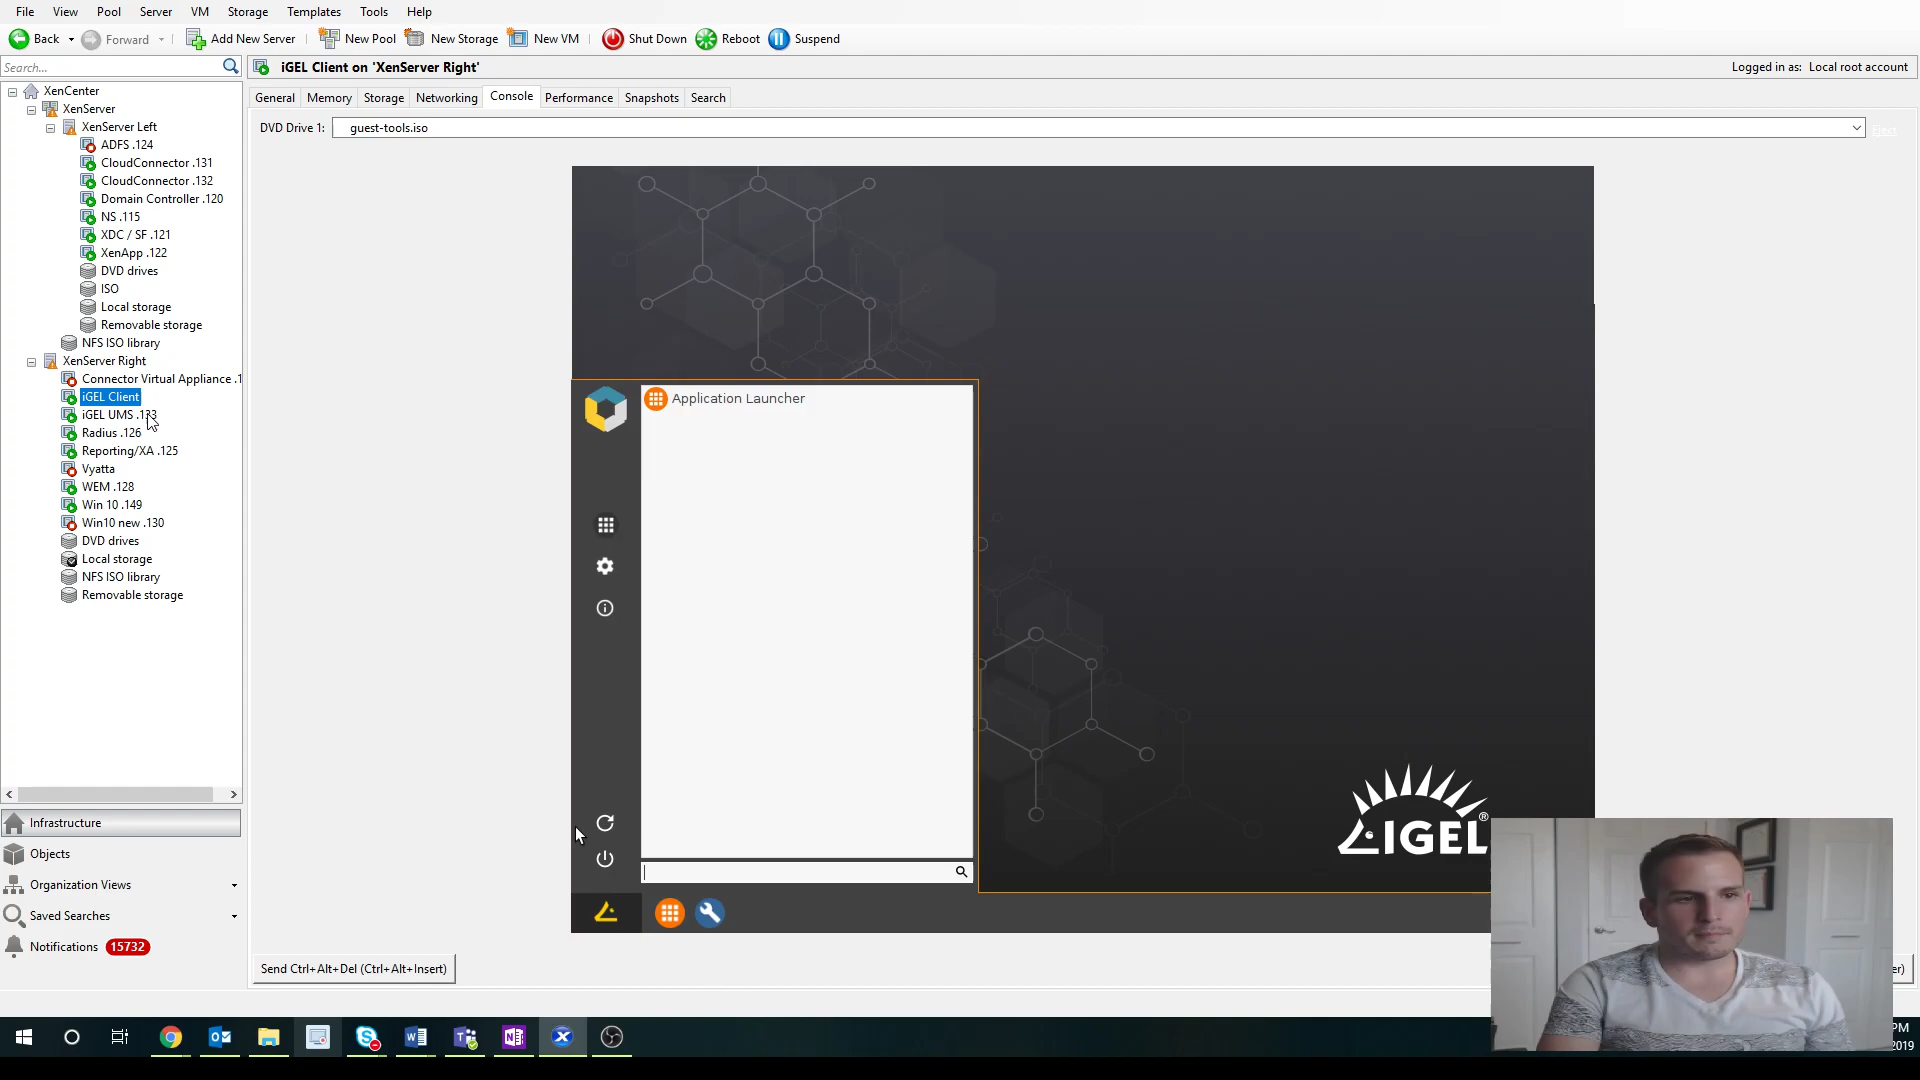 File View Pool Server VM Storage Templates Tools Help
Back Forward Add New Server New Pool New Storage New VM Shut Down Reboot Suspend
Search...
iGEL Client on 'XenServer Right'
Logged in as: Local root account
XenCenter
XenServer
XenServer Left
ADFS .124
CloudConnector .131
CloudConnector .132
Domain Controller .120
NS .115
XDC / SF .121
XenApp .122
DVD drives
ISO
Local storage
Removable storage
NFS ISO library
XenServer Right
Connector Virtual Appliance .1
iGEL Client
iGEL UMS .133
Radius .126
Reporting/XA .125
Vyatta
WEM .128
Win 10 .149
Win10 new .130
DVD drives
Local storage
NFS ISO library
Removable storage
Infrastructure
Objects
Organization Views
Saved Searches
Notifications 15732
General Memory Storage Networking Console Performance Snapshots Search
DVD Drive 1: guest-tools.iso
Eject
Application Launcher
IGEL®
Send Ctrl+Alt+Del (Ctrl+Alt+Insert)
er)
PM
2019